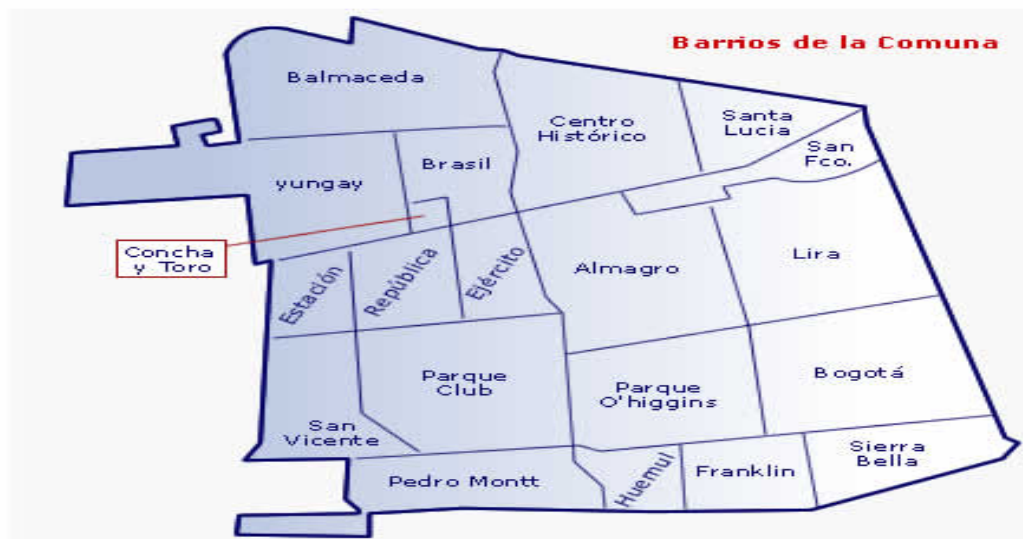 Barrios de la Comuna
Balmaceda
Centro
Histórico
Santa
Lucia
San
Fco.
yungay
Brasil
Concha
y Toro
Estación
República
Ejército
Almagro
Lira
Parque
Club
Parque
O'higgins
Bogotá
San
Vicente
Pedro Montt
Huemul
Franklin
Sierra
Bella